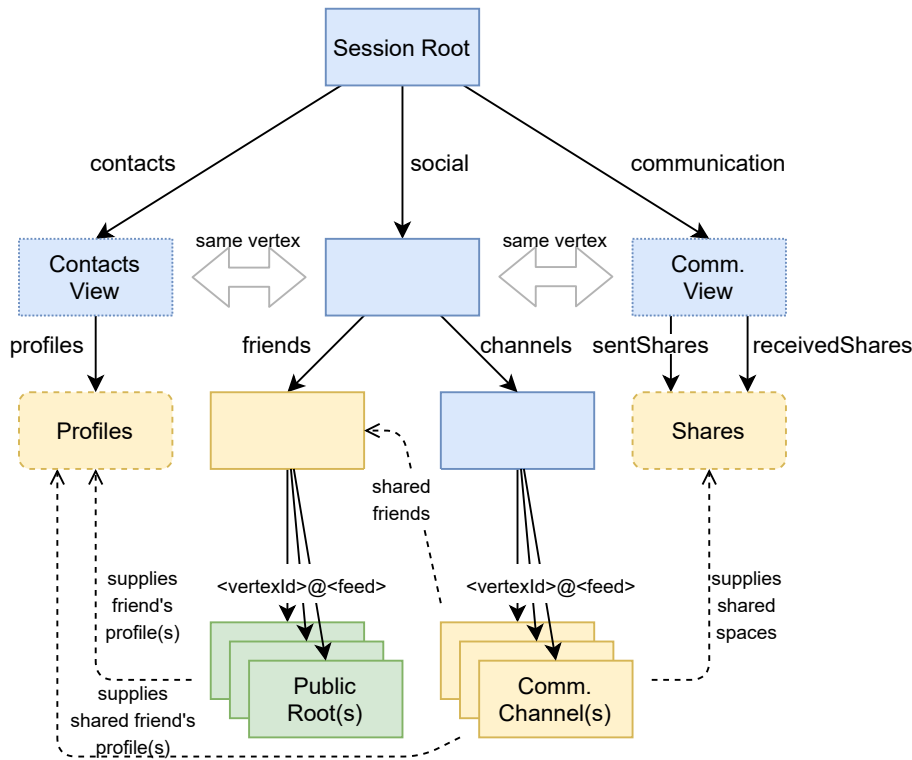 Session Root
contacts
social
communication
same vertex
same vertex
Contacts
View
Comm.
View
profiles
friends
channels
sentShares
receivedShares
Profiles
Shares
shared
friends
supplies
friend's
profile(s)
<vertexId>@<feed>
<vertexId>@<feed>
supplies
shared
spaces
Public
Root(s)
Comm.
Channel(s)
supplies
shared friend's
profile(s)